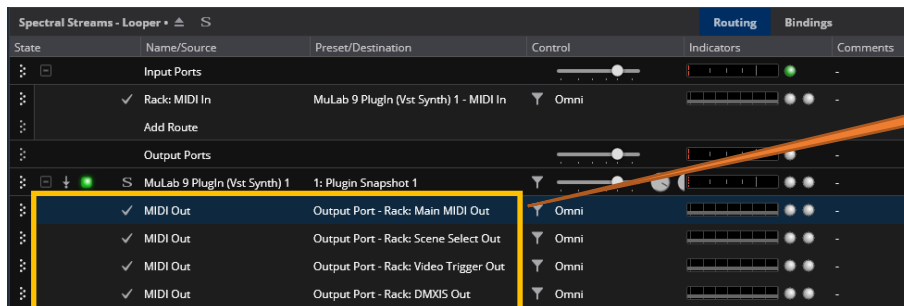 Spectral Streams - Looper • S Routing Bindings
State Name/Source Preset/Destination Control Indicators Comments
Input Ports -
Rack: MIDI In MuLab 9 PlugIn (Vst Synth) 1 - MIDI In Omni -
Add Route
Output Ports -
S MuLab 9 PlugIn (Vst Synth) 1 1: Plugin Snapshot 1 -
MIDI Out Output Port - Rack: Main MIDI Out Omni -
MIDI Out Output Port - Rack: Scene Select Out Omni -
MIDI Out Output Port - Rack: Video Trigger Out Omni -
MIDI Out Output Port - Rack: DMXIS Out Omni -